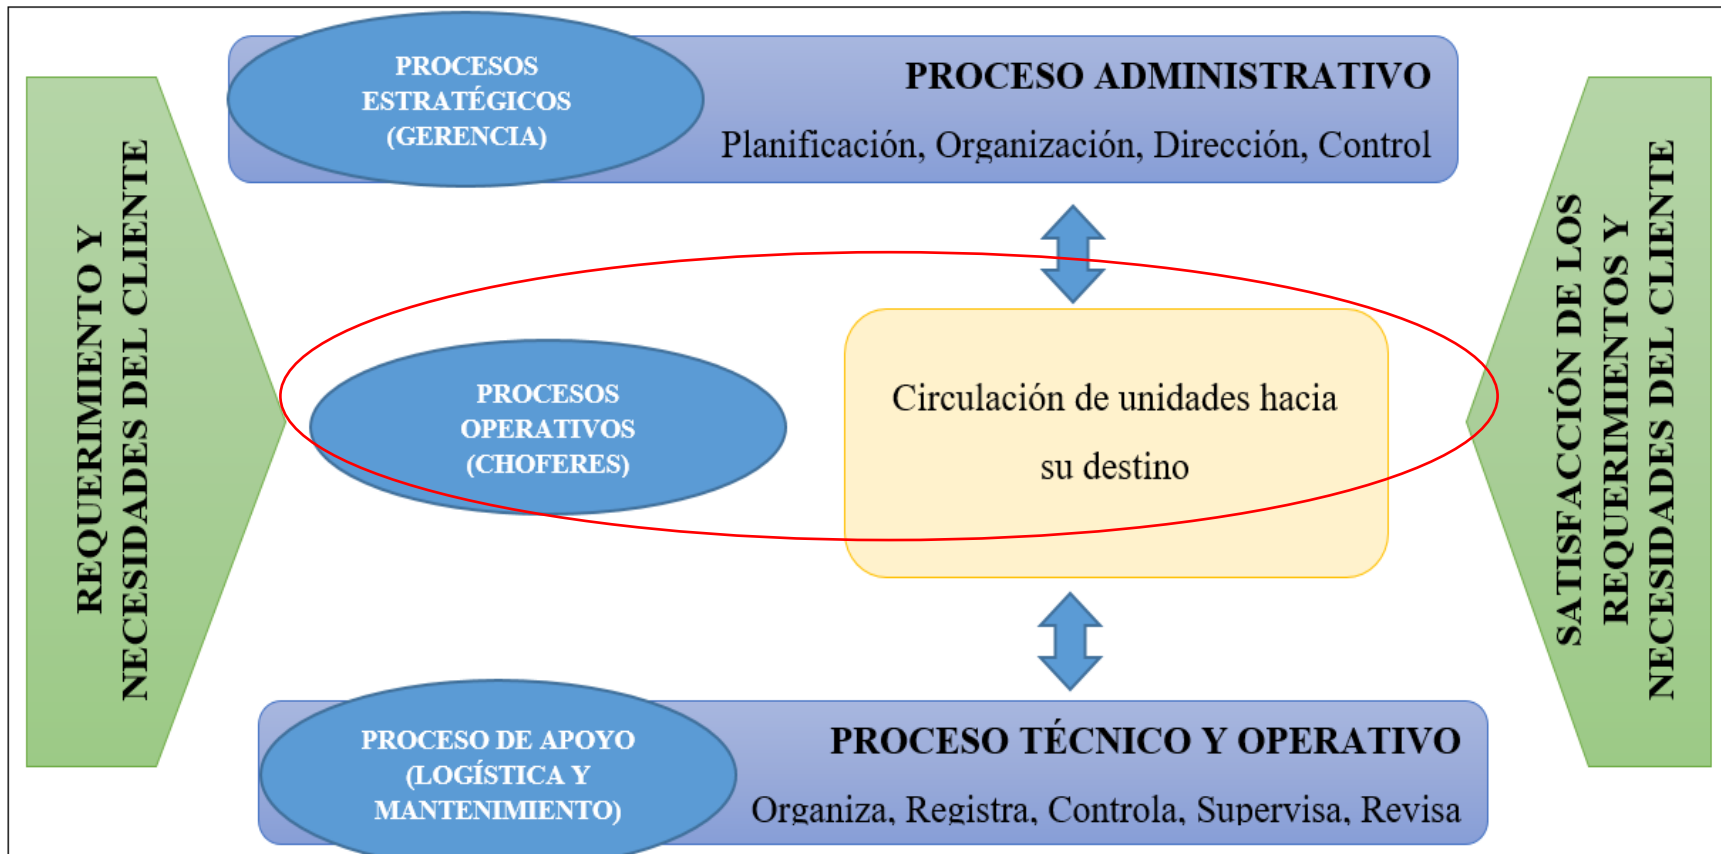 PROCESOS
ESTRATÉGICOS
(GERENCIA)
PROCESO ADMINISTRATIVO
Planificación, Organización, Dirección, Control
REQUERIMIENTO Y
NECESIDADES DEL CLIENTE
PROCESOS
OPERATIVOS
(CHOFERES)
Circulación de unidades hacia
su destino
SATISFACCIÓN DE LOS
REQUERIMIENTOS Y
NECESIDADES DEL CLIENTE
PROCESO DE APOYO
(LOGÍSTICA Y
MANTENIMIENTO)
PROCESO TÉCNICO Y OPERATIVO
Organiza, Registra, Controla, Supervisa, Revisa